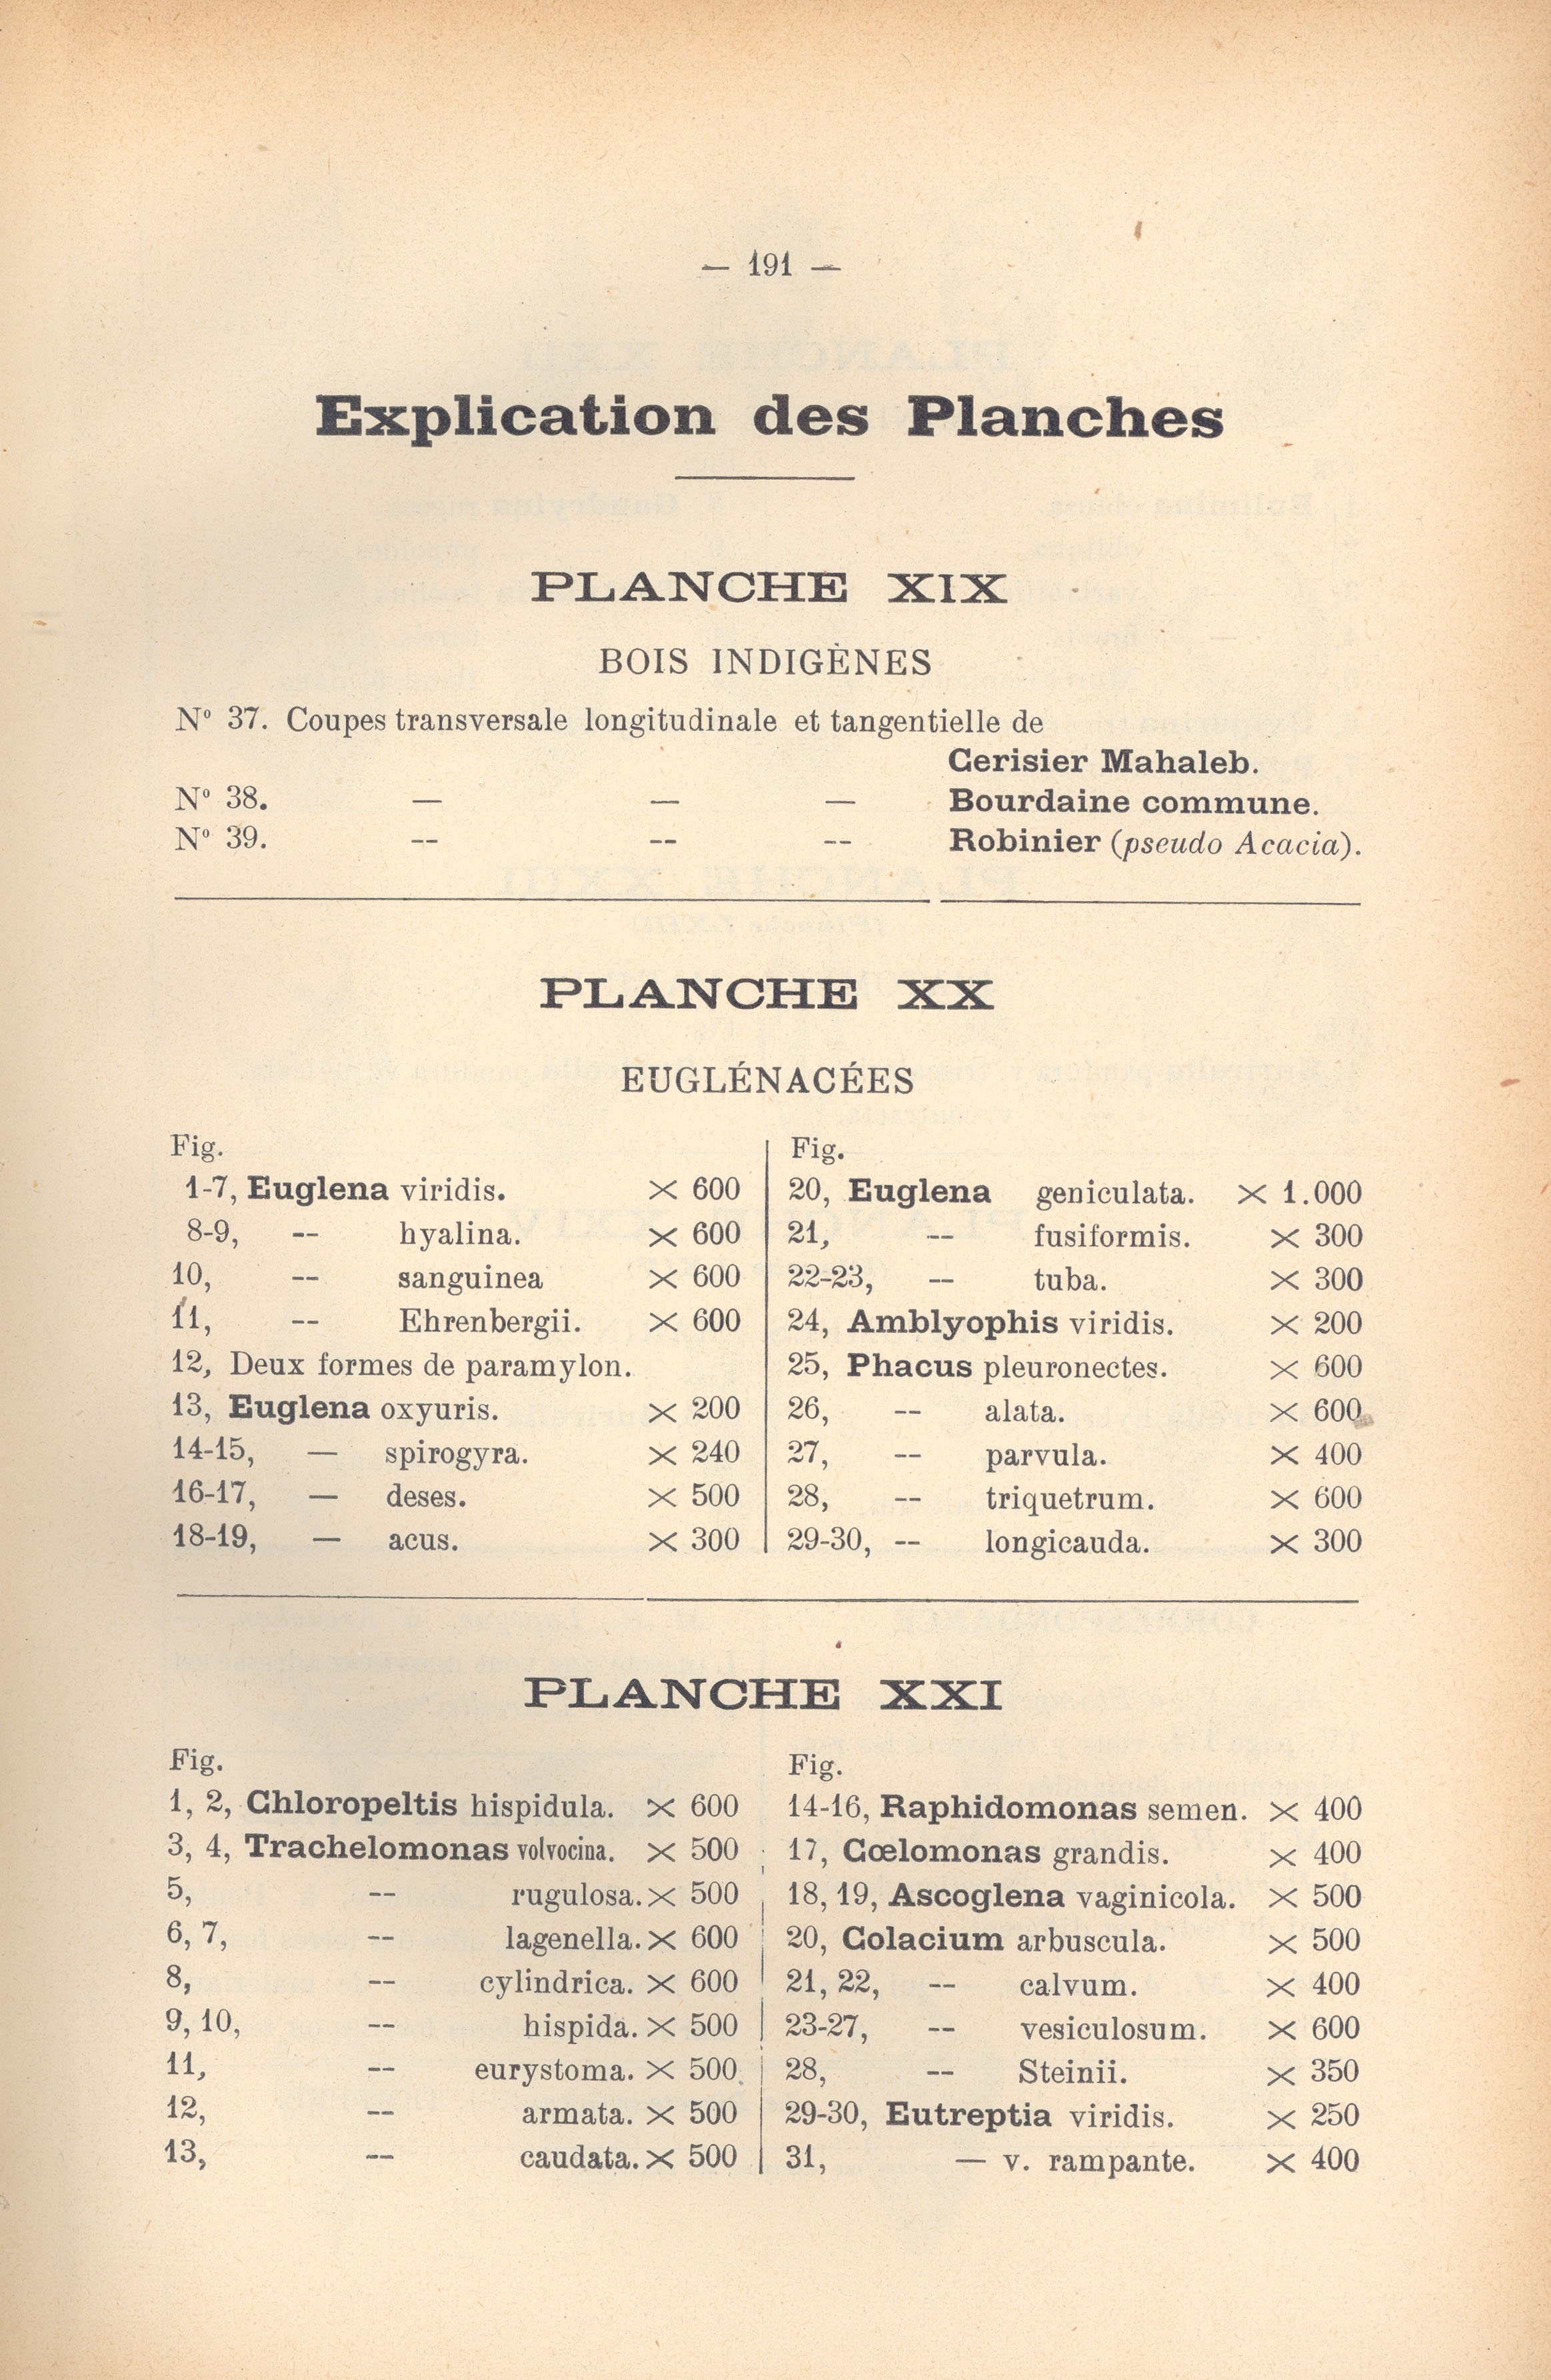 — 191 —
Explication des Planches
PLANCHE XIX
BOIS INDIGÈNES
Nº 37. Coupes transversale longitudinale et tangentielle de
Cerisier Mahaleb.
Nº 38. — — — Bourdaine commune.
Nº 39. -- -- -- Robinier (pseudo Acacia).
PLANCHE XX
EUGLÉNACÉES
Fig.
1-7, Euglena viridis. × 600
8-9, -- hyalina. × 600
10, -- sanguinea × 600
11, -- Ehrenbergii. × 600
12, Deux formes de paramylon.
13, Euglena oxyuris. × 200
14-15, — spirogyra. × 240
16-17, — deses. × 500
18-19, — acus. × 300
Fig.
20, Euglena geniculata. × 1.000
21, -- fusiformis. × 300
22-23, -- tuba. × 300
24, Amblyophis viridis. × 200
25, Phacus pleuronectes. × 600
26, -- alata. × 600
27, -- parvula. × 400
28, -- triquetrum. × 600
29-30, -- longicauda. × 300
PLANCHE XXI
Fig.
1, 2, Chloropeltis hispidula. × 600
3, 4, Trachelomonas volvocina. × 500
5, -- rugulosa. × 500
6, 7, -- lagenella. × 600
8, -- cylindrica. × 600
9, 10, -- hispida. × 500
11, -- eurystoma. × 500
12, -- armata. × 500
13, -- caudata. × 500
Fig.
14-16, Raphidomonas semen. × 400
17, Cœlomonas grandis. × 400
18, 19, Ascoglena vaginicola. × 500
20, Colacium arbuscula. × 500
21, 22, -- calvum. × 400
23-27, -- vesiculosum. × 600
28, -- Steinii. × 350
29-30, Eutreptia viridis. × 250
31, — v. rampante. × 400